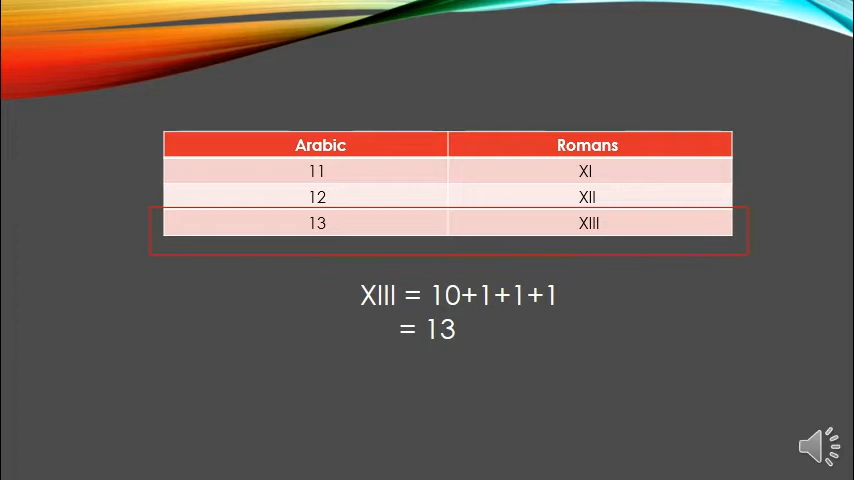 Arabic Romans
11 XI
12 XII
13 XIII
XIII = 10+1+1+1
= 13